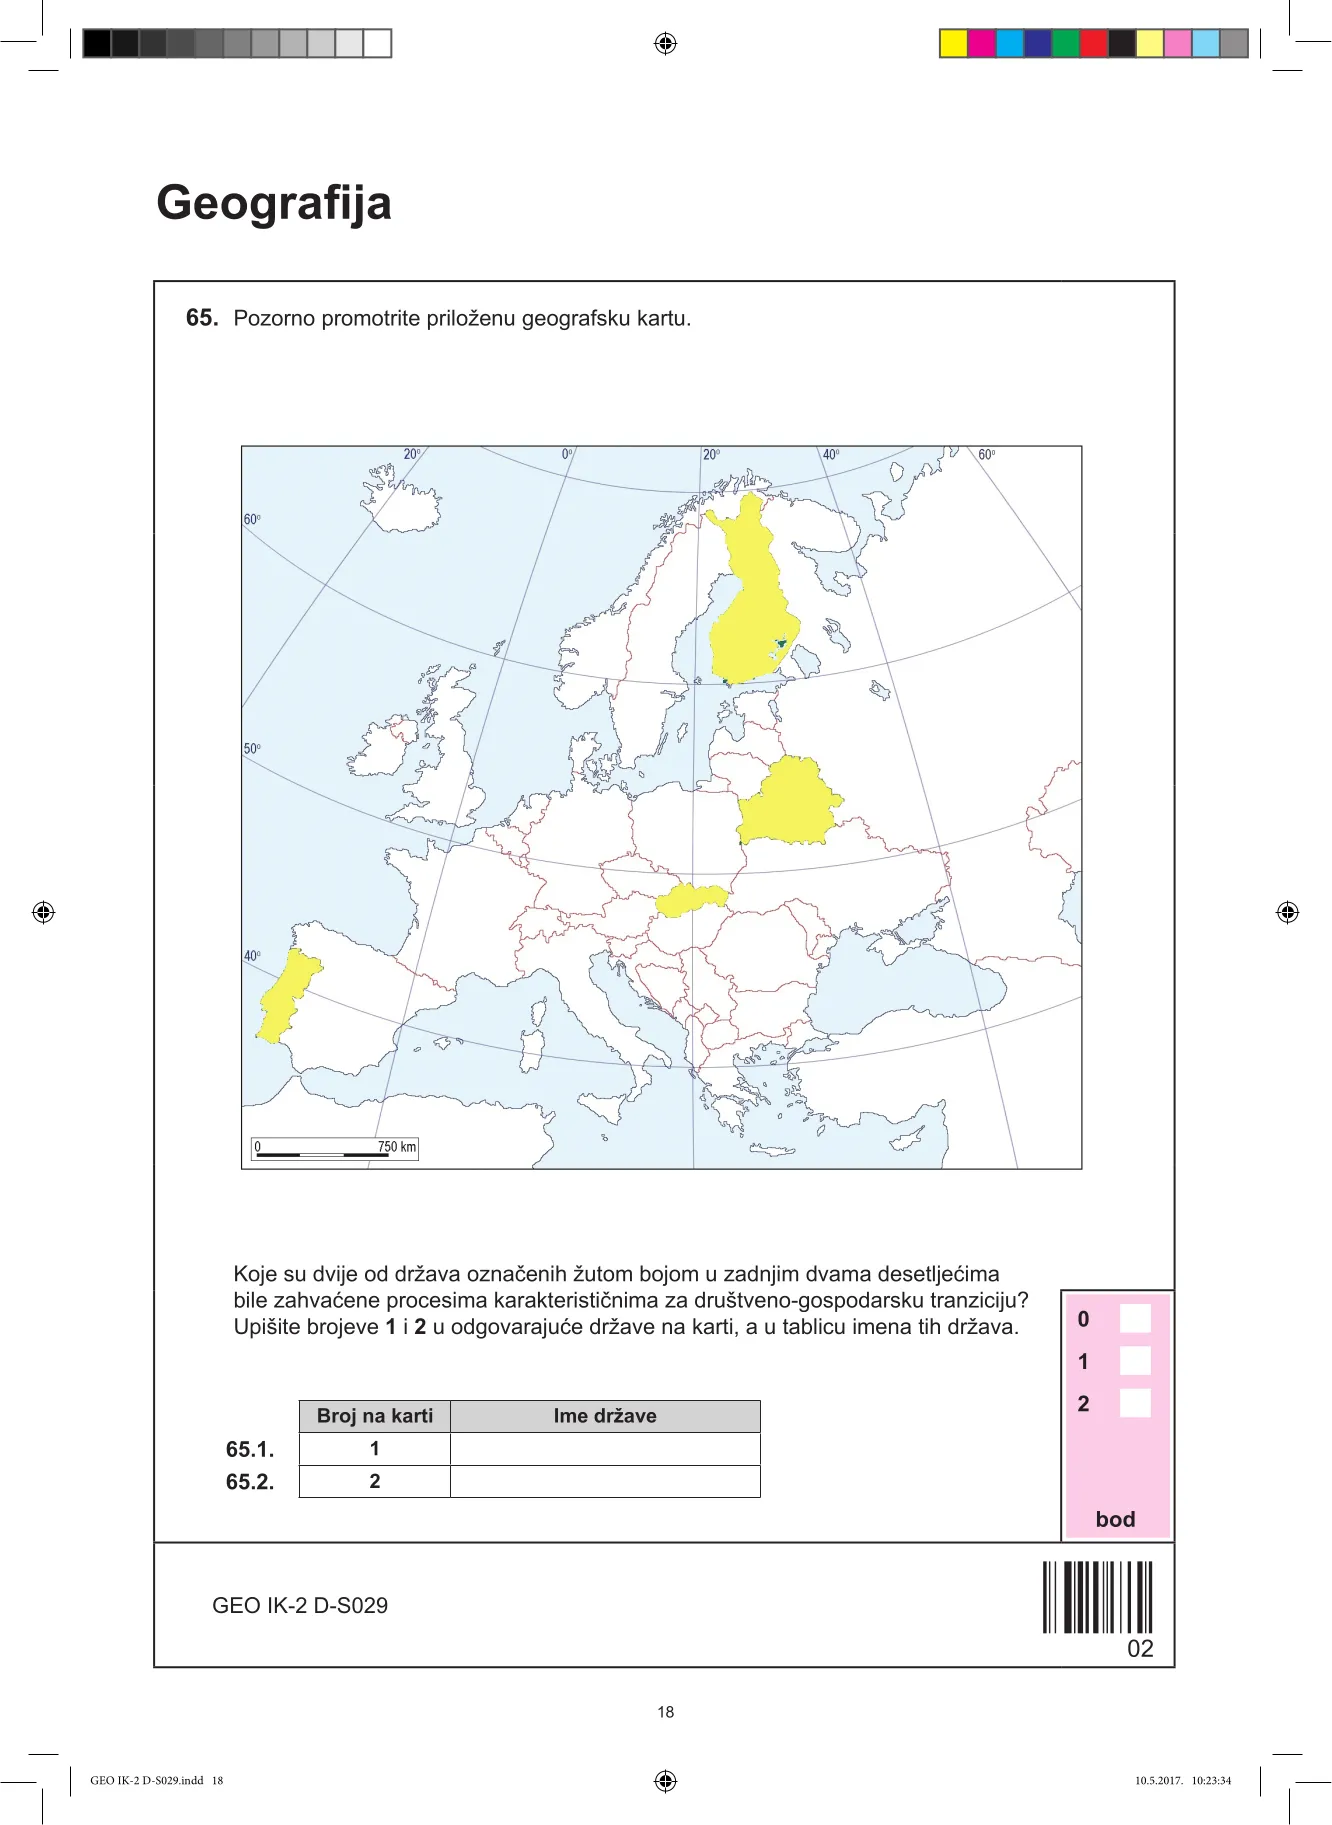 Geografija
65. Pozorno promotrite priloženu geografsku kartu.
20° 0° 20° 40° 60°
60°
50°
40°
0 750 km
Koje su dvije od država označenih žutom bojom u zadnjim dvama desetljećima
bile zahvaćene procesima karakterističnima za društveno-gospodarsku tranziciju?
Upišite brojeve 1 i 2 u odgovarajuće države na karti, a u tablicu imena tih država.
0
1
2
bod
Broj na karti Ime države
65.1. 1
65.2. 2
GEO IK-2 D-S029
02
18
GEO IK-2 D-S029.indd 18 10.5.2017. 10:23:34